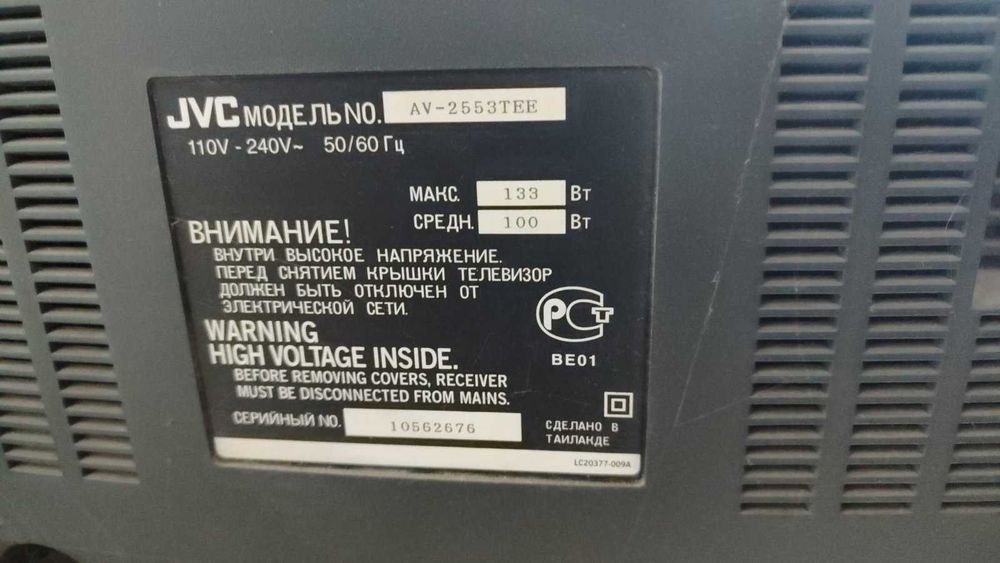 JVC МОДЕЛЬ NO. AV-2553TEE
110V - 240V~ 50/60 Гц
МАКС. 133 Вт
СРЕДН. 100 Вт
ВНИМАНИЕ!
ВНУТРИ ВЫСОКОЕ НАПРЯЖЕНИЕ.
ПЕРЕД СНЯТИЕМ КРЫШКИ ТЕЛЕВИЗОР
ДОЛЖЕН БЫТЬ ОТКЛЮЧЕН ОТ
ЭЛЕКТРИЧЕСКОЙ СЕТИ.
РСТ
BE01
WARNING
HIGH VOLTAGE INSIDE.
BEFORE REMOVING COVERS, RECEIVER
MUST BE DISCONNECTED FROM MAINS.
СЕРИЙНЫЙ NO. 10562676
СДЕЛАНО В
ТАИЛАНДЕ
LC20377-009A